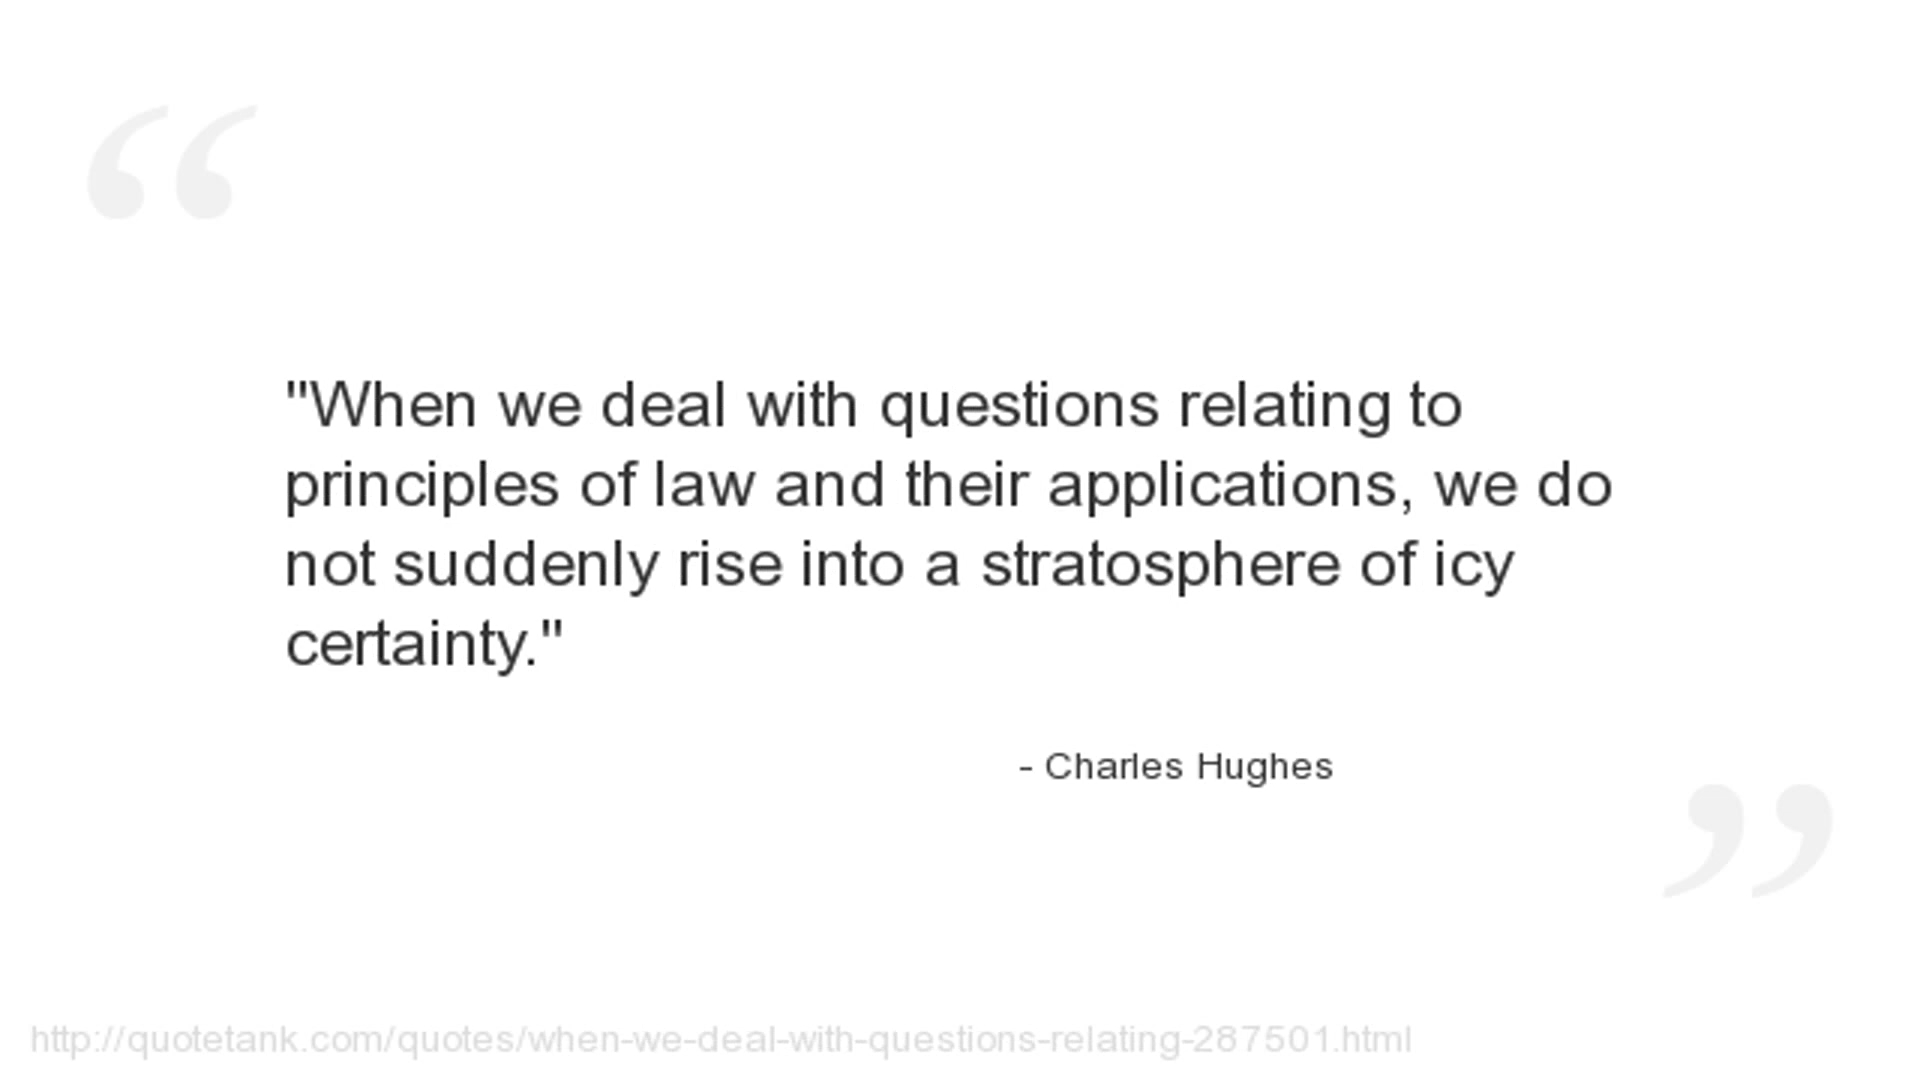 “
"When we deal with questions relating to
principles of law and their applications, we do
not suddenly rise into a stratosphere of icy
certainty."
- Charles Hughes
”
http://quotetank.com/quotes/when-we-deal-with-questions-relating-287501.html